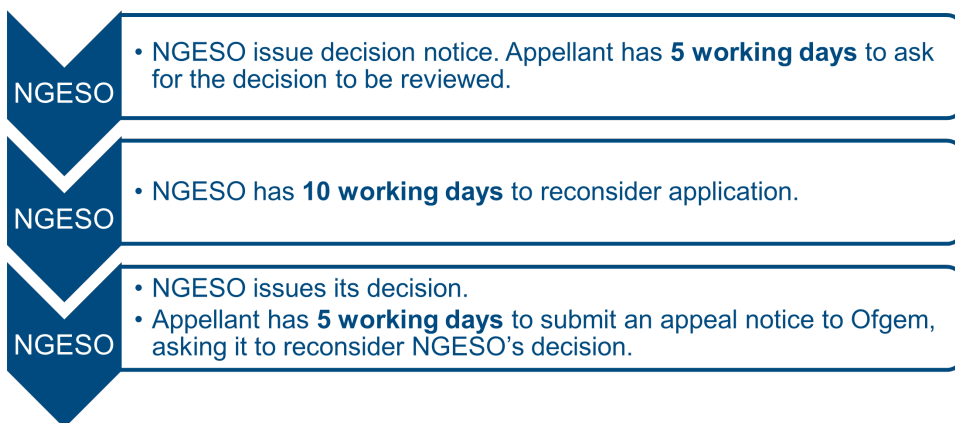 NGESO
• NGESO issue decision notice. Appellant has 5 working days to ask
for the decision to be reviewed.
NGESO
• NGESO has 10 working days to reconsider application.
NGESO
• NGESO issues its decision.
• Appellant has 5 working days to submit an appeal notice to Ofgem,
asking it to reconsider NGESO’s decision.